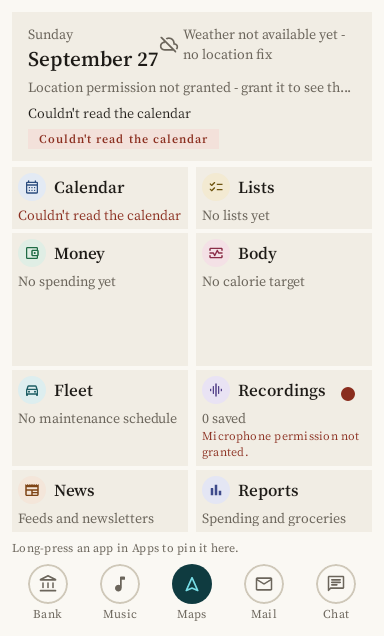 Sunday
September 27
Weather not available yet -
no location fix
Location permission not granted - grant it to see th...
Couldn't read the calendar
Couldn't read the calendar
Calendar
Couldn't read the calendar
Lists
No lists yet
Money
No spending yet
Body
No calorie target
Fleet
No maintenance schedule
Recordings
0 saved
Microphone permission not
granted.
News
Feeds and newsletters
Reports
Spending and groceries
Long-press an app in Apps to pin it here.
Bank
Music
Maps
Mail
Chat